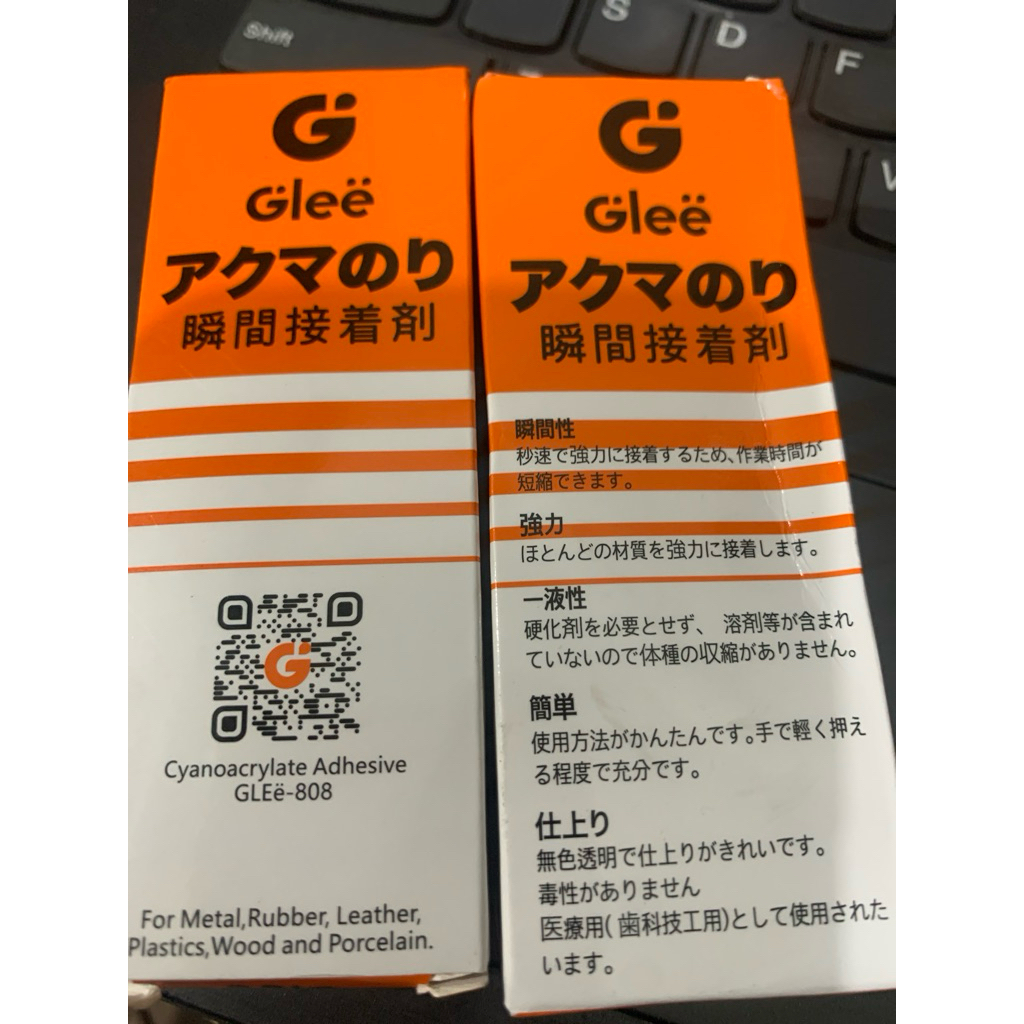 Shift
S
D
F
Gleë
アクマのり
瞬間接着剤
Cyanoacrylate Adhesive
GLEë-808
For Metal,Rubber, Leather,
Plastics,Wood and Porcelain.
Gleë
アクマのり
瞬間接着剤
瞬間性
秒速で強力に接着するため、作業時間が
短縮できます。
強力
ほとんどの材質を強力に接着します。
一液性
硬化剤を必要とせず、 溶剤等が含まれ
ていないので体種の収縮がありません。
簡単
使用方法がかんたんです。手で輕く押え
る程度で充分です。
仕上り
無色透明で仕上りがきれいです。
毒性がありません
医療用( 歯科技工用)として使用された
います。